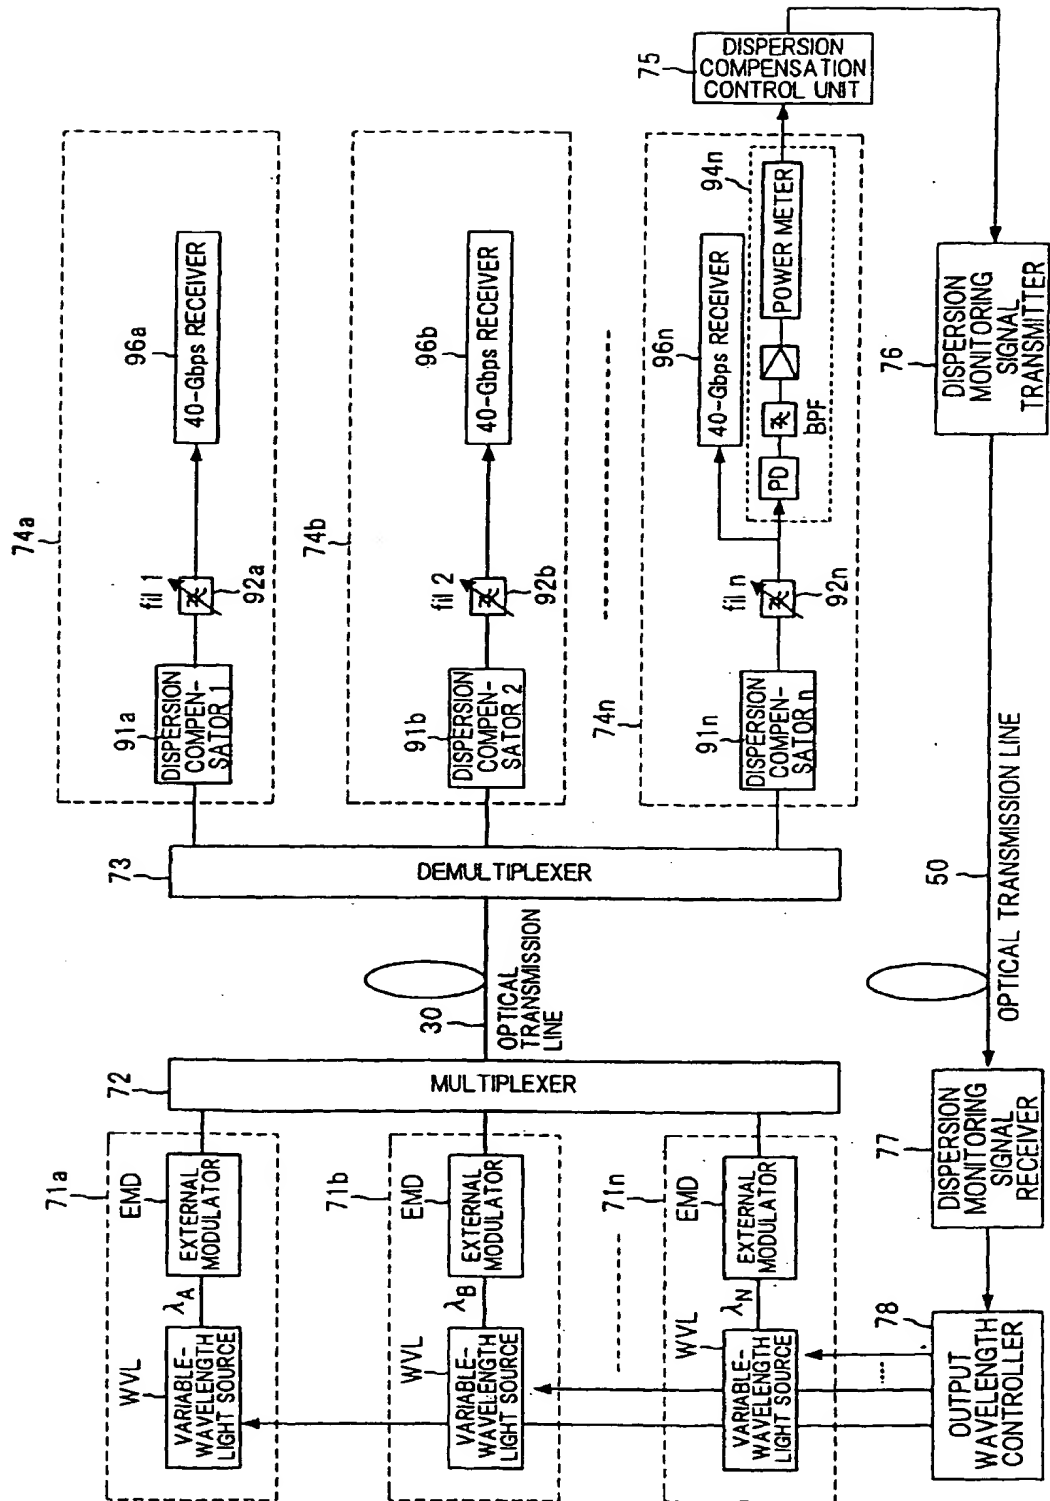 71a
WVL
VARIABLE-
WAVELENGTH
LIGHT SOURCE
λA
EMD
EXTERNAL
MODULATOR
71b
WVL
VARIABLE-
WAVELENGTH
LIGHT SOURCE
λB
EMD
EXTERNAL
MODULATOR
71n
WVL
VARIABLE-
WAVELENGTH
LIGHT SOURCE
λN
EMD
EXTERNAL
MODULATOR
72
MULTIPLEXER
30
OPTICAL
TRANSMISSION
LINE
73
DEMULTIPLEXER
74a
91a
DISPERSION
COMPEN-
SATOR 1
fil 1
92a
96a
40-Gbps RECEIVER
74b
91b
DISPERSION
COMPEN-
SATOR 2
fil 2
92b
96b
40-Gbps RECEIVER
74n
91n
DISPERSION
COMPEN-
SATOR n
fil n
92n
96n
40-Gbps RECEIVER
94n
PD
BPF
POWER METER
75
DISPERSION
COMPENSATION
CONTROL UNIT
76
DISPERSION
MONITORING
SIGNAL
TRANSMITTER
50
OPTICAL TRANSMISSION LINE
77
DISPERSION
MONITORING
SIGNAL
RECEIVER
78
OUTPUT
WAVELENGTH
CONTROLLER